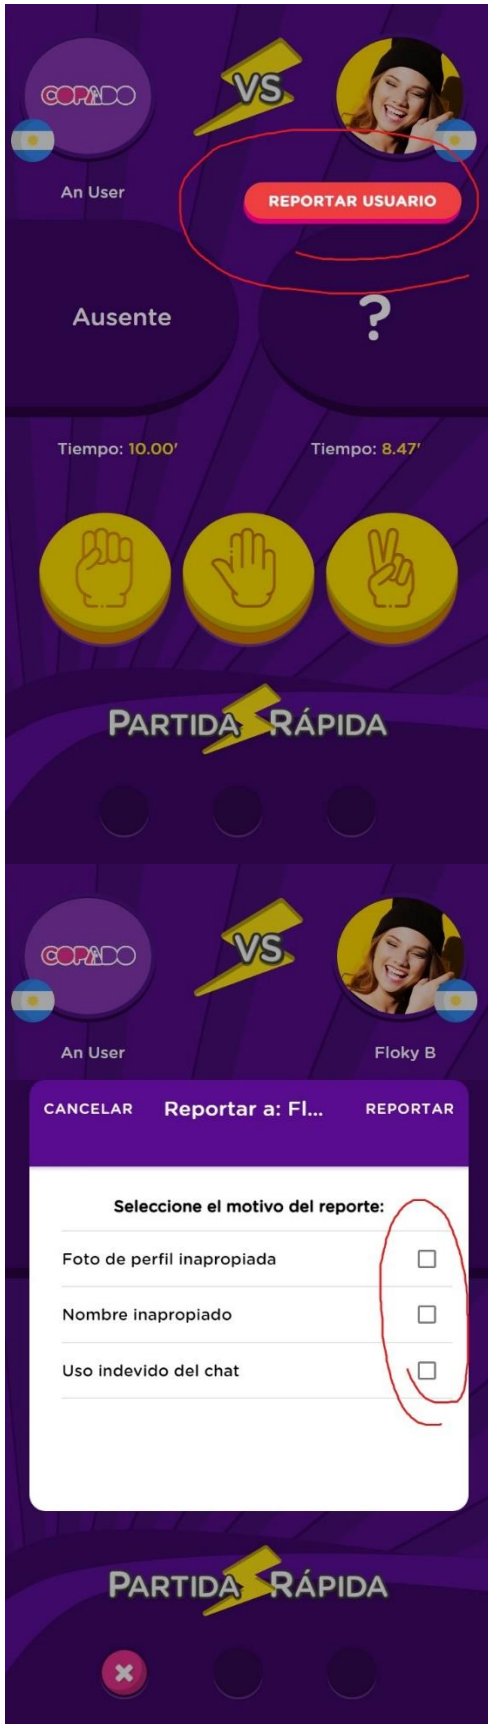 COPADO
VS
An User
REPORTAR USUARIO
Ausente
?
Tiempo: 10.00'
Tiempo: 8.47'
PARTIDA RÁPIDA
COPADO
VS
An User
Floky B
CANCELAR
Reportar a: Fl...
REPORTAR
Seleccione el motivo del reporte:
Foto de perfil inapropiada
Nombre inapropiado
Uso indevido del chat
PARTIDA RÁPIDA